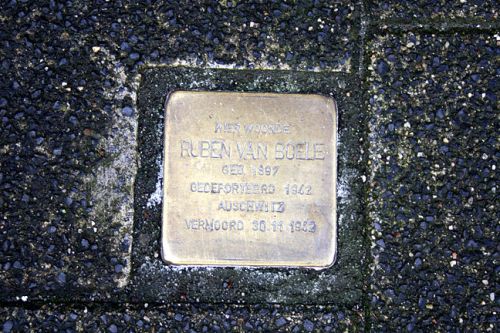 HIER WOONDE
RUBEN VAN BOELE
GEB. 1897
GEDEPORTEERD 1942
AUSCHWITZ
VERMOORD 30.11.1942